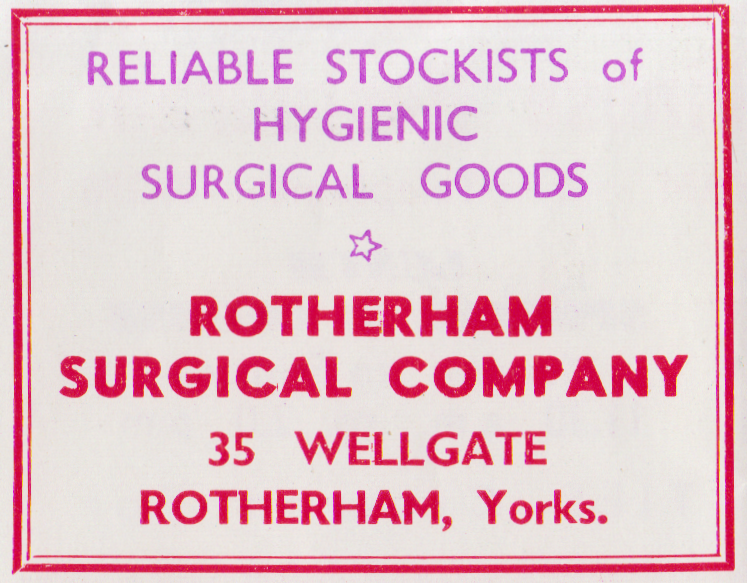 RELIABLE STOCKISTS of
HYGIENIC
SURGICAL GOODS
ROTHERHAM
SURGICAL COMPANY
35 WELLGATE
ROTHERHAM, Yorks.